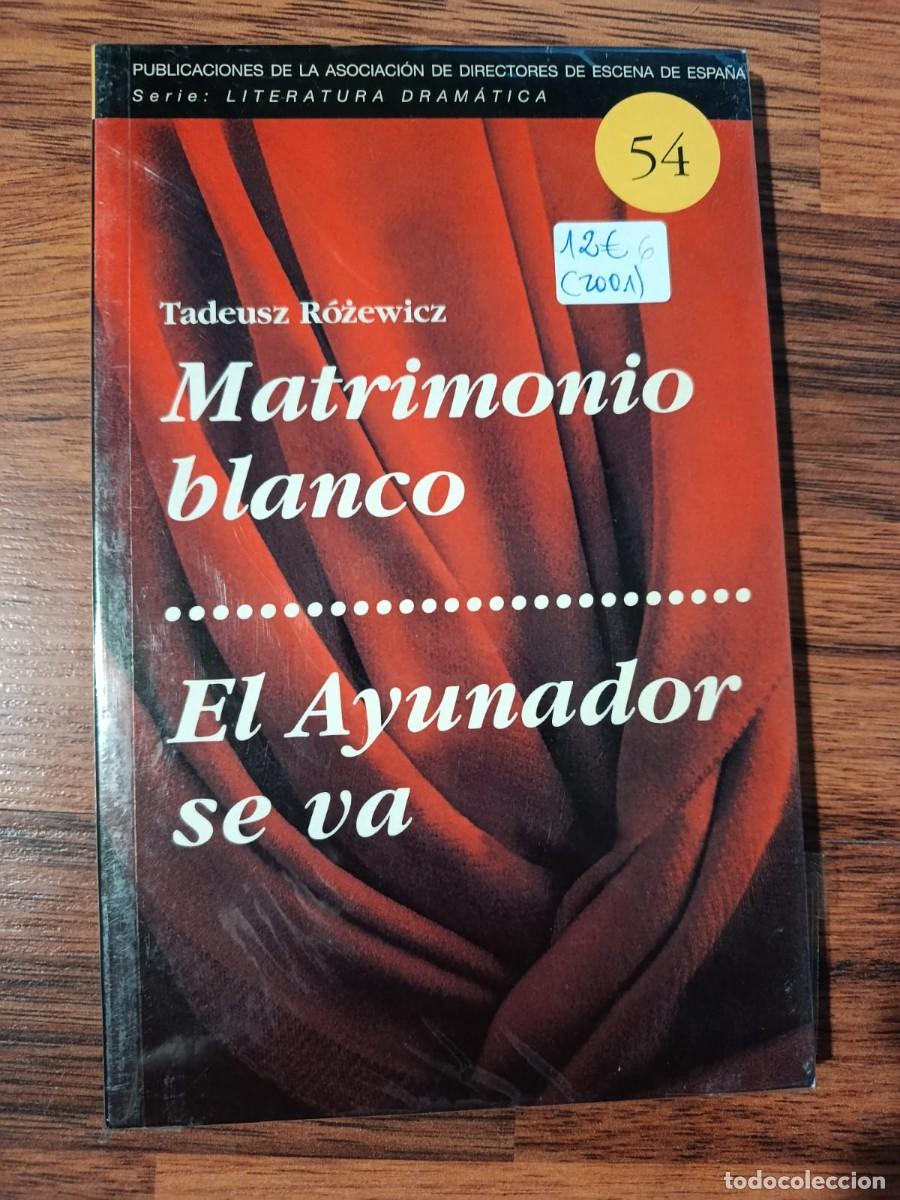 PUBLICACIONES DE LA ASOCIACIÓN DE DIRECTORES DE ESCENA DE ESPAÑA
Serie: LITERATURA DRAMÁTICA
54
12€ 6
(2001)
Tadeusz Różewicz
Matrimonio
blanco
El Ayunador
se va
todocoleccion